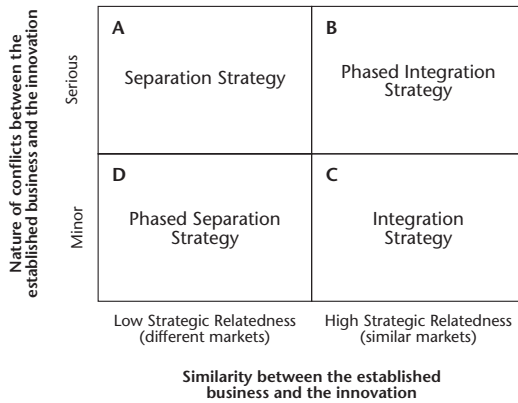 Nature of conflicts between the
established business and the innovation
Serious
Minor
A
Separation Strategy
B
Phased Integration
Strategy
D
Phased Separation
Strategy
C
Integration
Strategy
Low Strategic Relatedness
(different markets)
High Strategic Relatedness
(similar markets)
Similarity between the established
business and the innovation